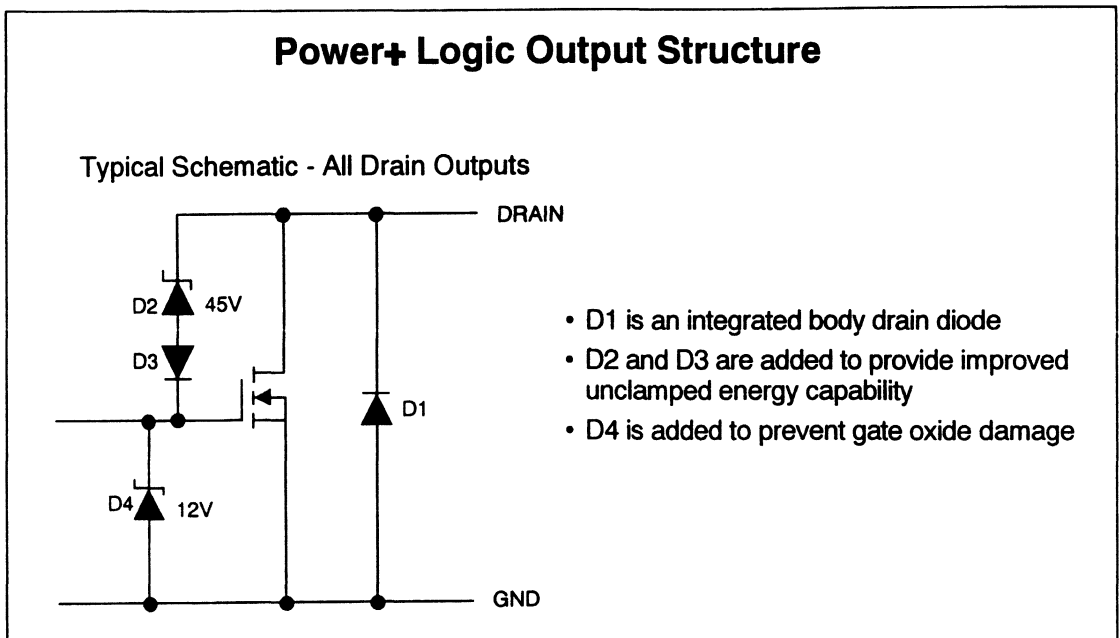 Power+ Logic Output Structure
Typical Schematic - All Drain Outputs
DRAIN
D2 45V
D3
D1
D4 12V
GND
• D1 is an integrated body drain diode
• D2 and D3 are added to provide improved
unclamped energy capability
• D4 is added to prevent gate oxide damage